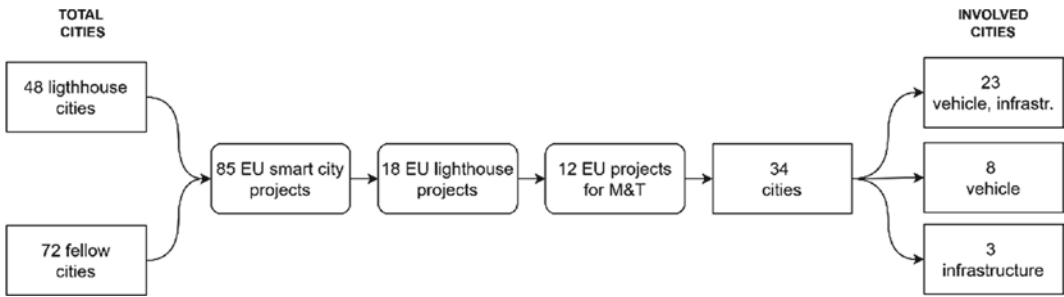 TOTAL
CITIES
48 ligthhouse
cities
72 fellow
cities
85 EU smart city
projects
18 EU lighthouse
projects
12 EU projects
for M&T
34
cities
INVOLVED
CITIES
23
vehicle, infrastr.
8
vehicle
3
infrastructure